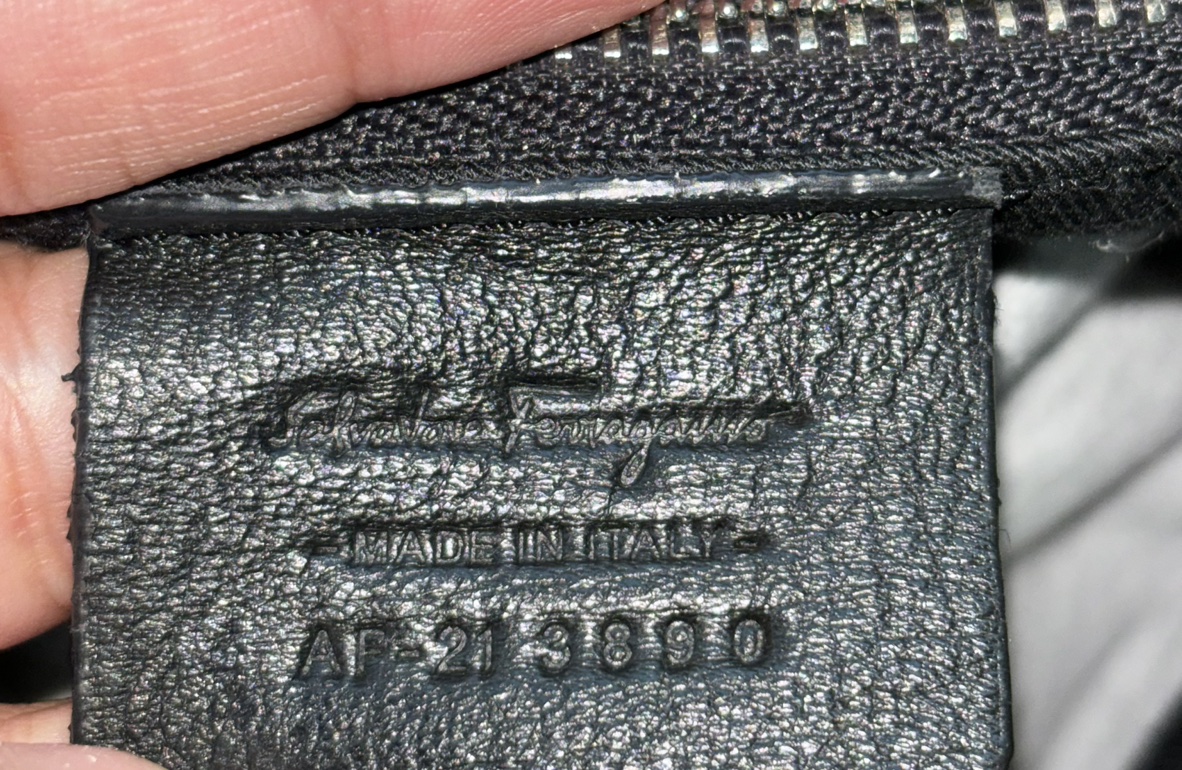 Salvatore Ferragamo
-MADE IN ITALY-
AF-21 3890